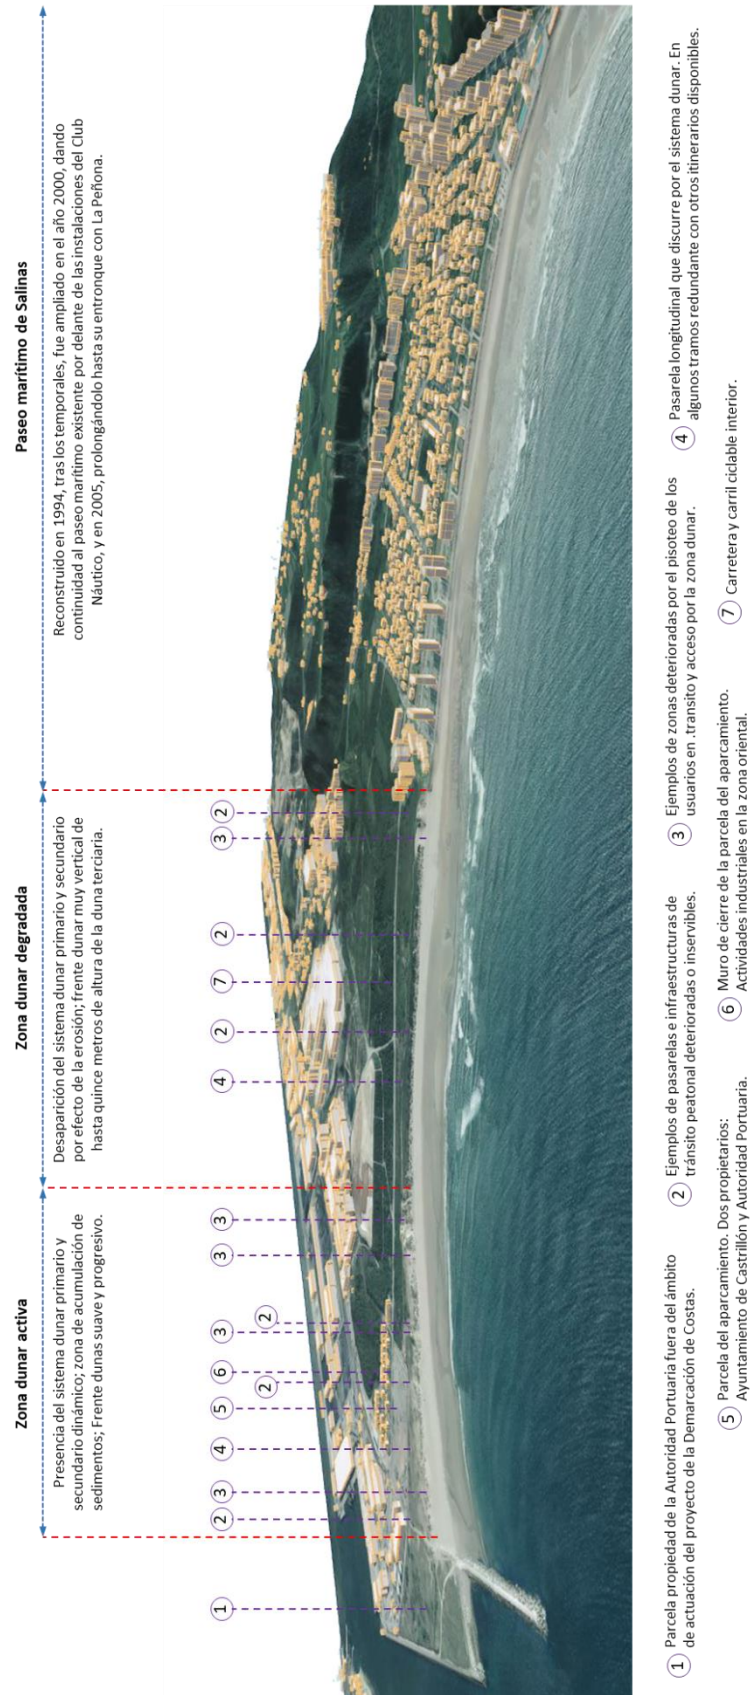 Zona dunar activa
Presencia del sistema dunar primario y
secundario dinámico; zona de acumulación de
sedimentos; Frente dunas suave y progresivo.
Zona dunar degradada
Desaparición del sistema dunar primario y secundario
por efecto de la erosión; frente dunar muy vertical de
hasta quince metros de altura de la duna terciaria.
Paseo marítimo de Salinas
Reconstruido en 1994, tras los temporales, fue ampliado en el año 2000, dando
continuidad al paseo marítimo existente por delante de las instalaciones del Club
Náutico, y en 2005, prolongándolo hasta su entronque con La Peñona.
1
2
3
4
5
2
6
3
2
3
3
4
2
7
2
3
2
1 Parcela propiedad de la Autoridad Portuaria fuera del ámbito
de actuación del proyecto de la Demarcación de Costas.
2 Ejemplos de pasarelas e infraestructuras de
tránsito peatonal deterioradas o inservibles.
3 Ejemplos de zonas deterioradas por el pisoteo de los
usuarios en .transito y acceso por la zona dunar.
4 Pasarela longitudinal que discurre por el sistema dunar. En
algunos tramos redundante con otros itinerarios disponibles.
5 Parcela del aparcamiento. Dos propietarios:
Ayuntamiento de Castrillón y Autoridad Portuaria.
6 Muro de cierre de la parcela del aparcamiento.
Actividades industriales en la zona oriental.
7 Carretera y carril ciclable interior.